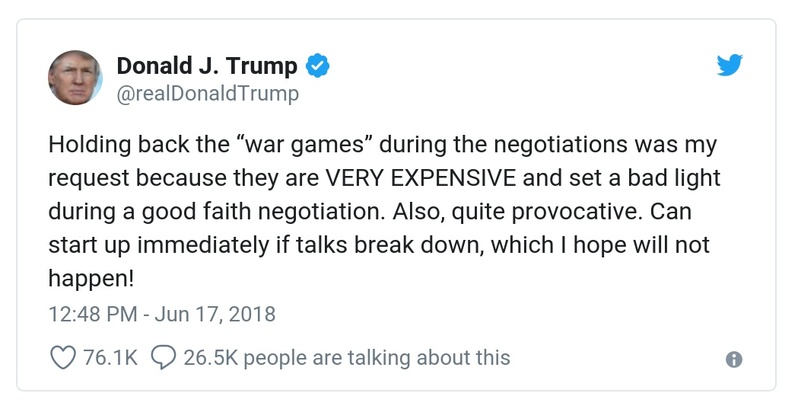 Donald J. Trump
@realDonaldTrump
Holding back the “war games” during the negotiations was my
request because they are VERY EXPENSIVE and set a bad light
during a good faith negotiation. Also, quite provocative. Can
start up immediately if talks break down, which I hope will not
happen!
12:48 PM - Jun 17, 2018
76.1K 26.5K people are talking about this